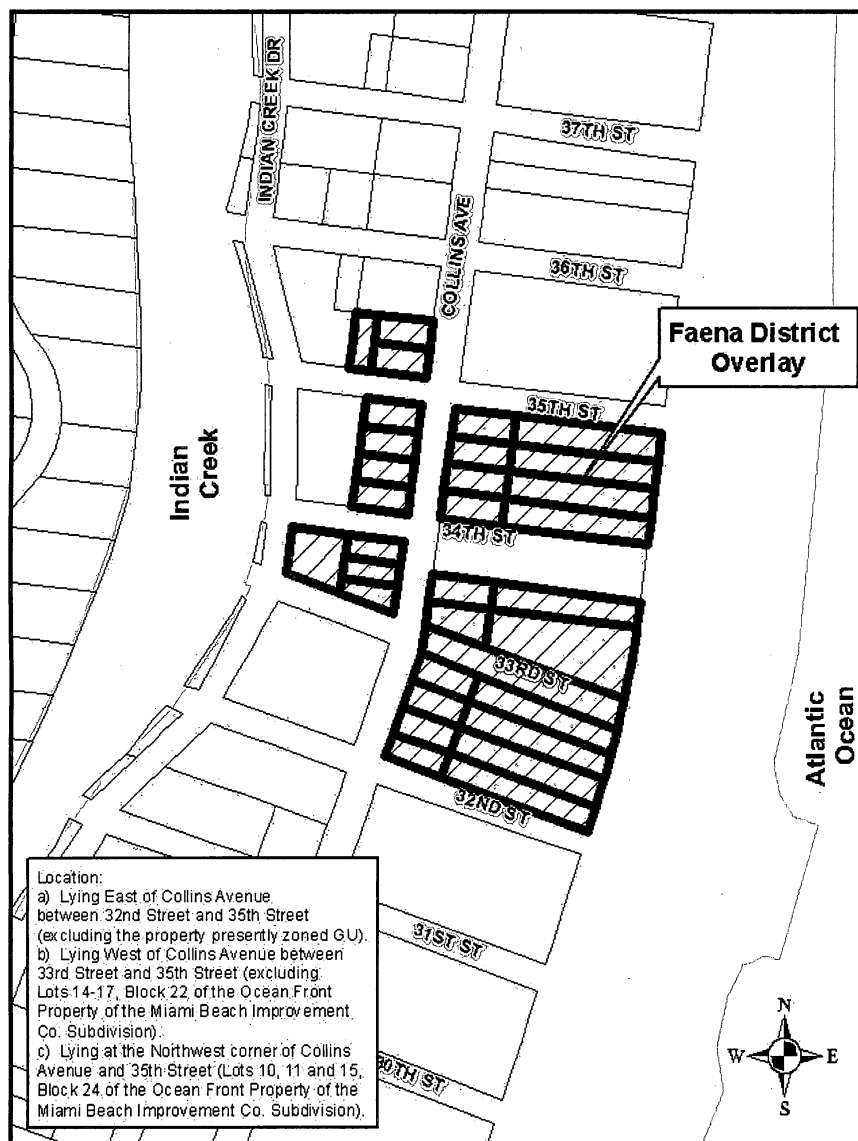 INDIAN CREEK DR
37TH ST
COLLINS AVE
36TH ST
Faena District
Overlay
35TH ST
Indian
Creek
34TH ST
33RD ST
Atlantic
Ocean
32ND ST
Location:
a) Lying East of Collins Avenue
between 32nd Street and 35th Street
(excluding the property presently zoned GU).
b) Lying West of Collins Avenue between
33rd Street and 35th Street (excluding
Lots 14-17, Block 22 of the Ocean Front
Property of the Miami Beach Improvement
Co. Subdivision).
c) Lying at the Northwest corner of Collins
Avenue and 35th Street (Lots 10, 11 and 15,
Block 24 of the Ocean Front Property of the
Miami Beach Improvement Co. Subdivision).
31ST ST
30TH ST
N
W E
S